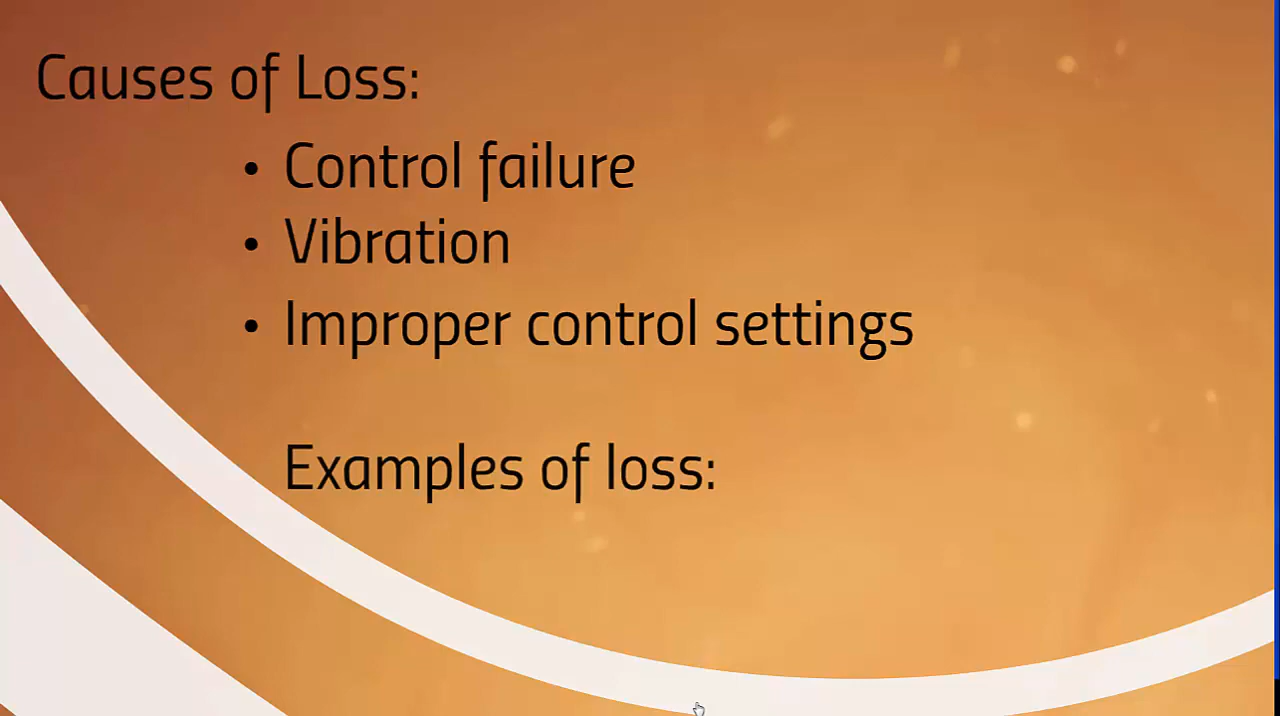 Causes of Loss:
• Control failure
• Vibration
• Improper control settings
Examples of loss: